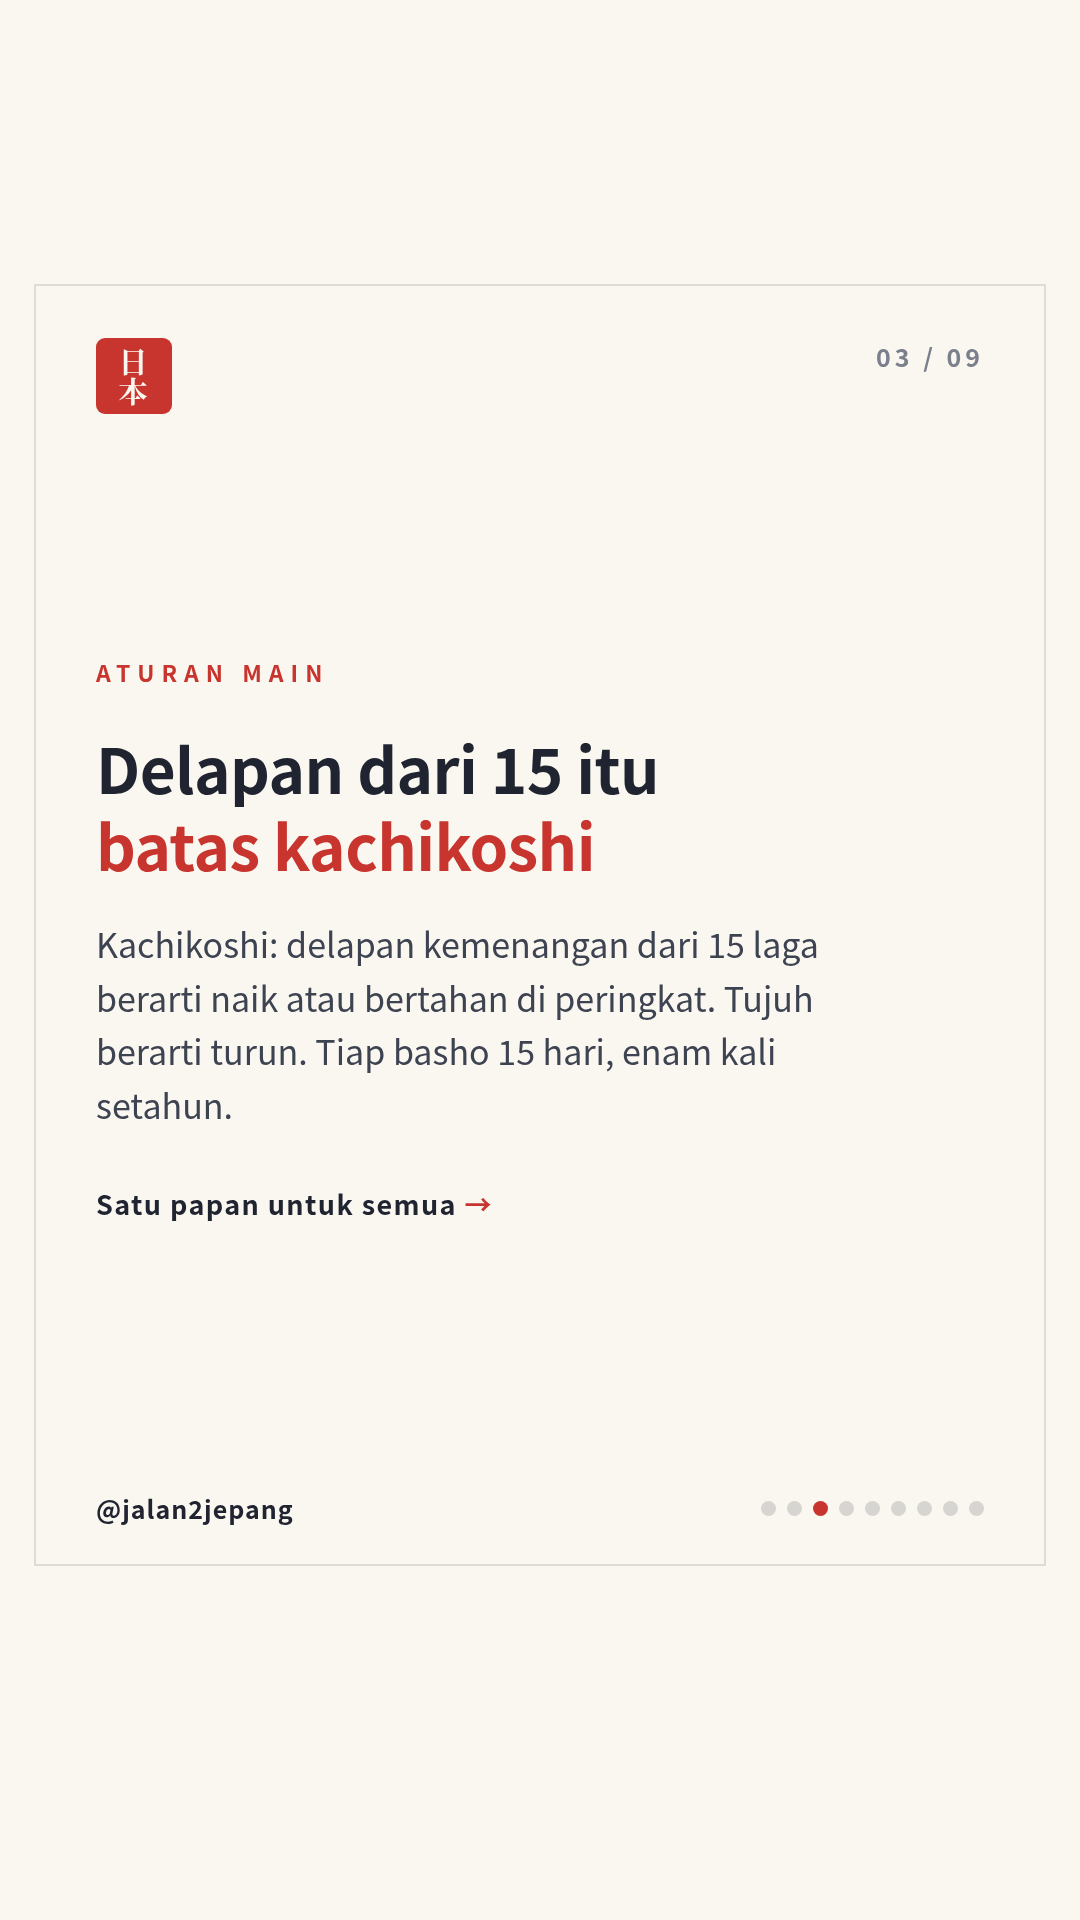 日
本
03 / 09
ATURAN MAIN
Delapan dari 15 itu
batas kachikoshi
Kachikoshi: delapan kemenangan dari 15 laga
berarti naik atau bertahan di peringkat. Tujuh
berarti turun. Tiap basho 15 hari, enam kali
setahun.
Satu papan untuk semua →
@jalan2jepang